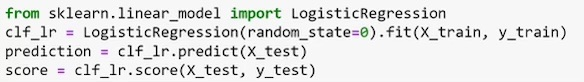 from sklearn.linear_model import LogisticRegression
clf_lr = LogisticRegression(random_state=0).fit(X_train, y_train)
prediction = clf_lr.predict(X_test)
score = clf_lr.score(X_test, y_test)